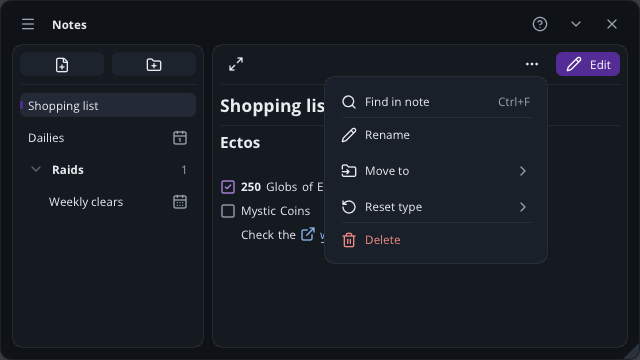 Notes
Edit
Shopping list
Dailies
Raids 1
Weekly clears
Shopping lis
Ectos
250 Globs of E
Mystic Coins
Check the
Find in note Ctrl+F
Rename
Move to
Reset type
Delete